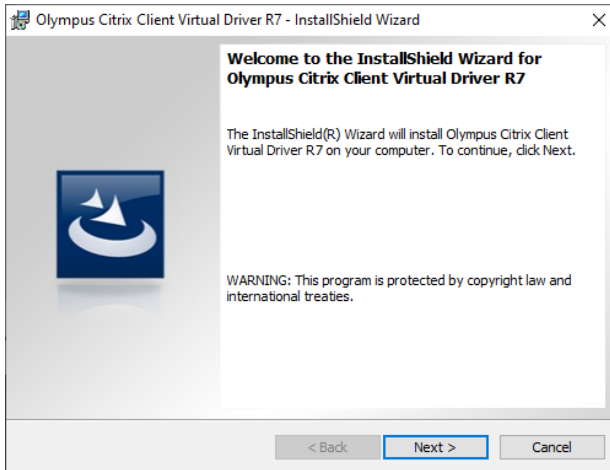 Olympus Citrix Client Virtual Driver R7 - InstallShield Wizard
Welcome to the InstallShield Wizard for
Olympus Citrix Client Virtual Driver R7
The InstallShield(R) Wizard will install Olympus Citrix Client
Virtual Driver R7 on your computer. To continue, click Next.
WARNING: This program is protected by copyright law and
international treaties.
< Back
Next >
Cancel